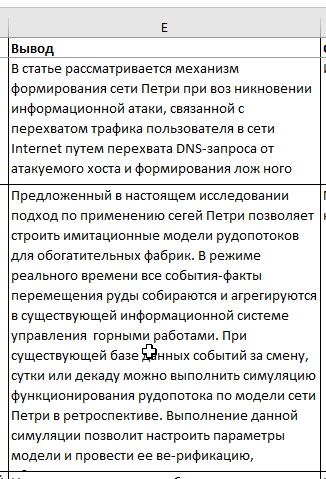 E
Вывод
В статье рассматривается механизм
формирования сети Петри при воз никновении
информационной атаки, связанной с
перехватом трафика пользователя в сети
Internet путем перехвата DNS-запроса от
атакуемого хоста и формирования лож ного
Предложенный в настоящем исследовании
подход по применению сегей Петри позволяет
строить имитационные модели рудопотоков
для обогатительных фабрик. В режиме
реального времени все события-факты
перемещения руды собираются и агрегируются
в существующей информационной системе
управления  горными работами. При
существующей базе данных событий за смену,
сутки или декаду можно выполнить симуляцию
функционирования рудопотока по модели сети
Петри в ретроспективе. Выполнение данной
симуляции позволит настроить параметры
модели и провести ее ве-рификацию,